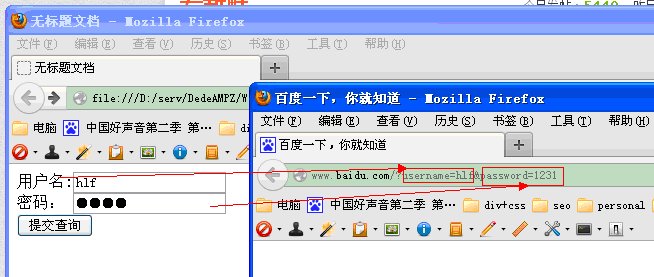 无标题文档 - Mozilla Firefox
文件(F) 编辑(E) 查看(V) 历史(S) 书签(B) 工具(T) 帮助(H)
无标题文档
file:///D:/serv/DedeAMPZ/W
电脑 中国好声音第二季 第… di
用户名:hlf
密码: ●●●●
提交查询
百度一下，你就知道 - Mozilla Firefox
文件(F) 编辑(E) 查看(V) 历史(S) 书签(B) 工具(T)
百度一下，你就知道
www.baidu.com/?username=hlf&password=1231
电脑 中国好声音第二季 第… div+css seo personal